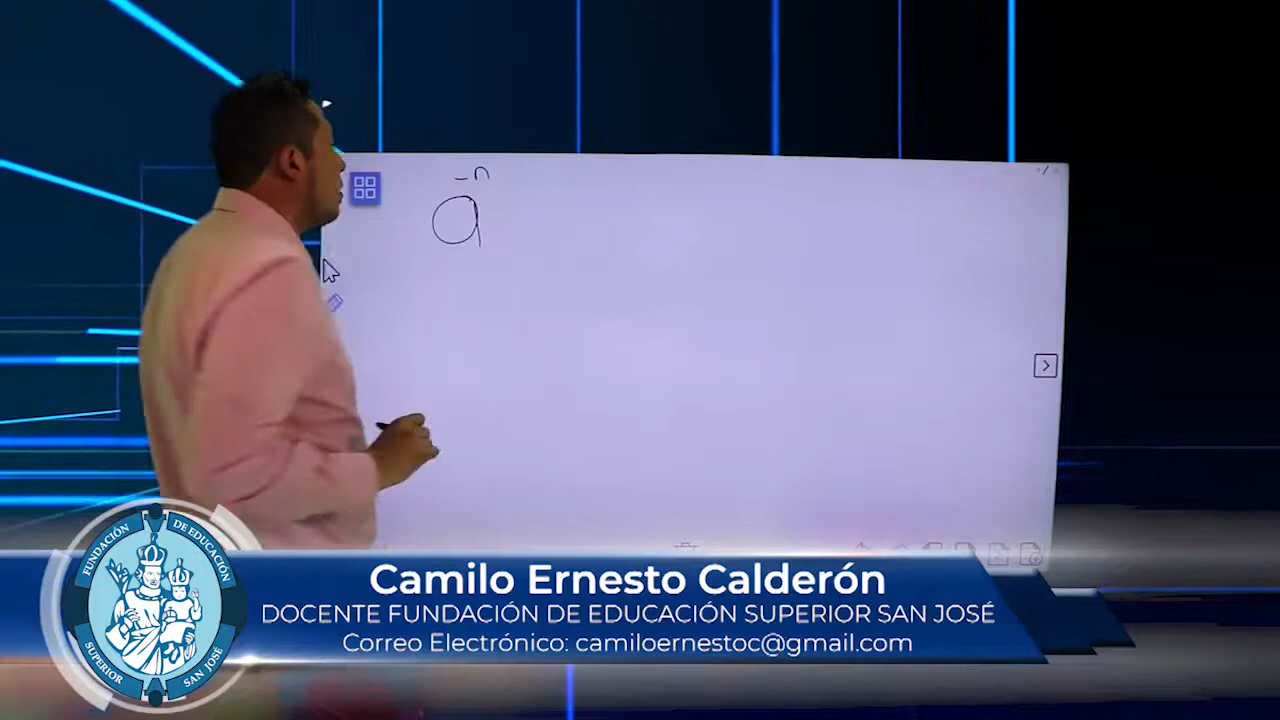 a⁻ⁿ
Camilo Ernesto Calderón
DOCENTE FUNDACIÓN DE EDUCACIÓN SUPERIOR SAN JOSÉ
Correo Electrónico: camiloernestoc@gmail.com
FUNDACIÓN DE EDUCACIÓN
SUPERIOR SAN JOSÉ